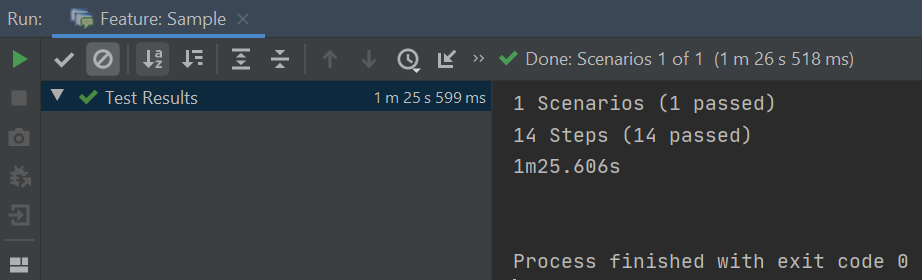 Run: Feature: Sample
Done: Scenarios 1 of 1 (1 m 26 s 518 ms)
Test Results 1 m 25 s 599 ms
1 Scenarios (1 passed)
14 Steps (14 passed)
1m25.606s
Process finished with exit code 0